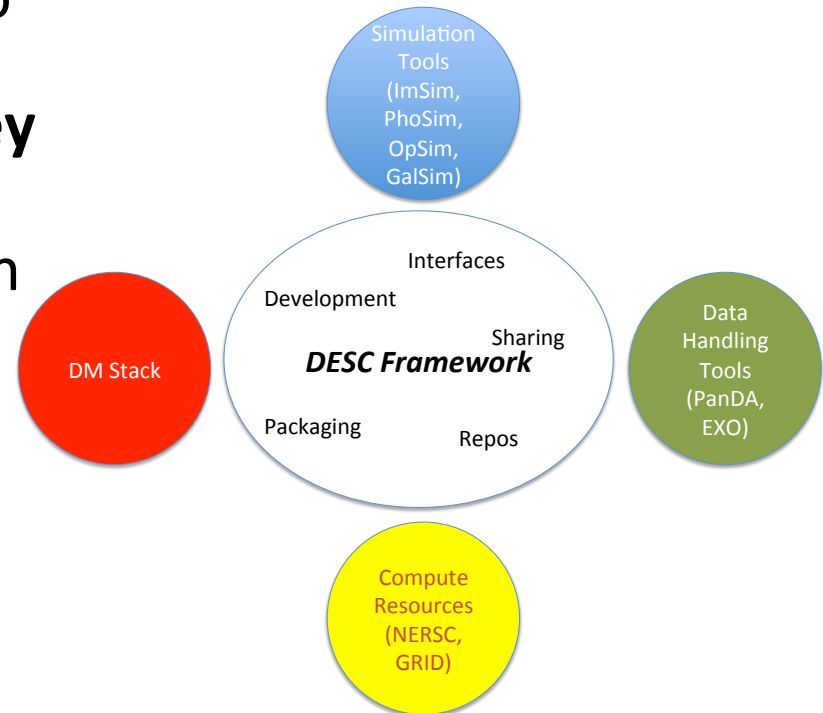 Simulation
Tools
(ImSim,
PhoSim,
OpSim,
GalSim)
ey
Interfaces
Development
Sharing
DESC Framework
Packaging
Repos
DM Stack
Data
Handling
Tools
(PanDA,
EXO)
Compute
Resources
(NERSC,
GRID)